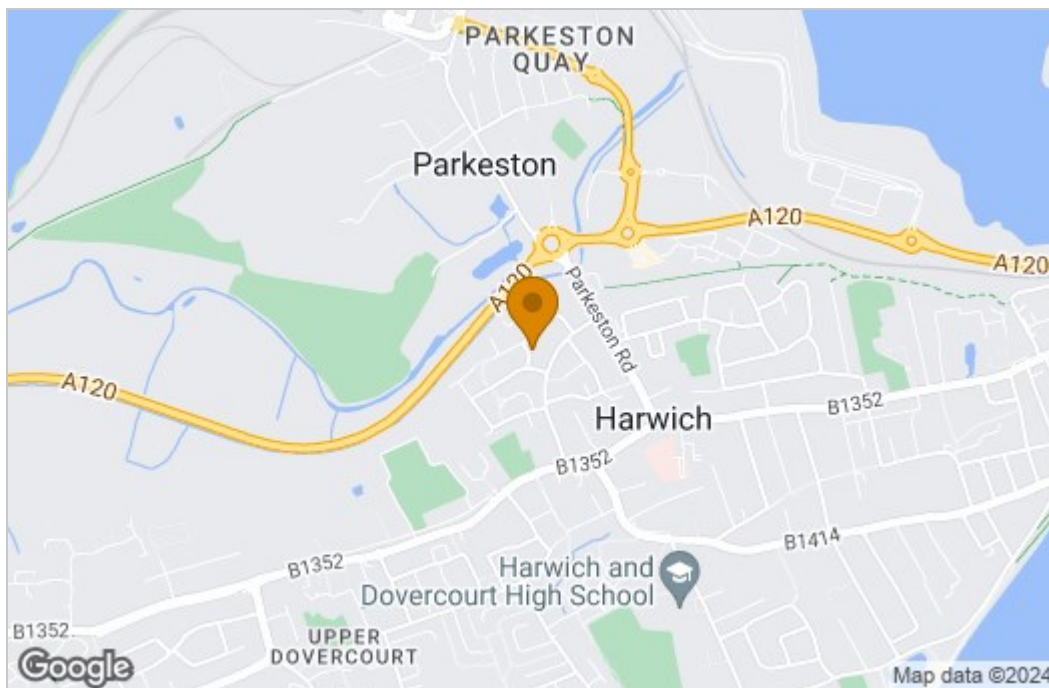 PARKESTON
QUAY
Parkeston
A120
A120
A120
Parkeston Rd
A120
B1352
Harwich
B1352
B1414
B1352
Harwich and
Dovercourt High School
B1352
UPPER
DOVERCOURT
Google
Map data ©2024